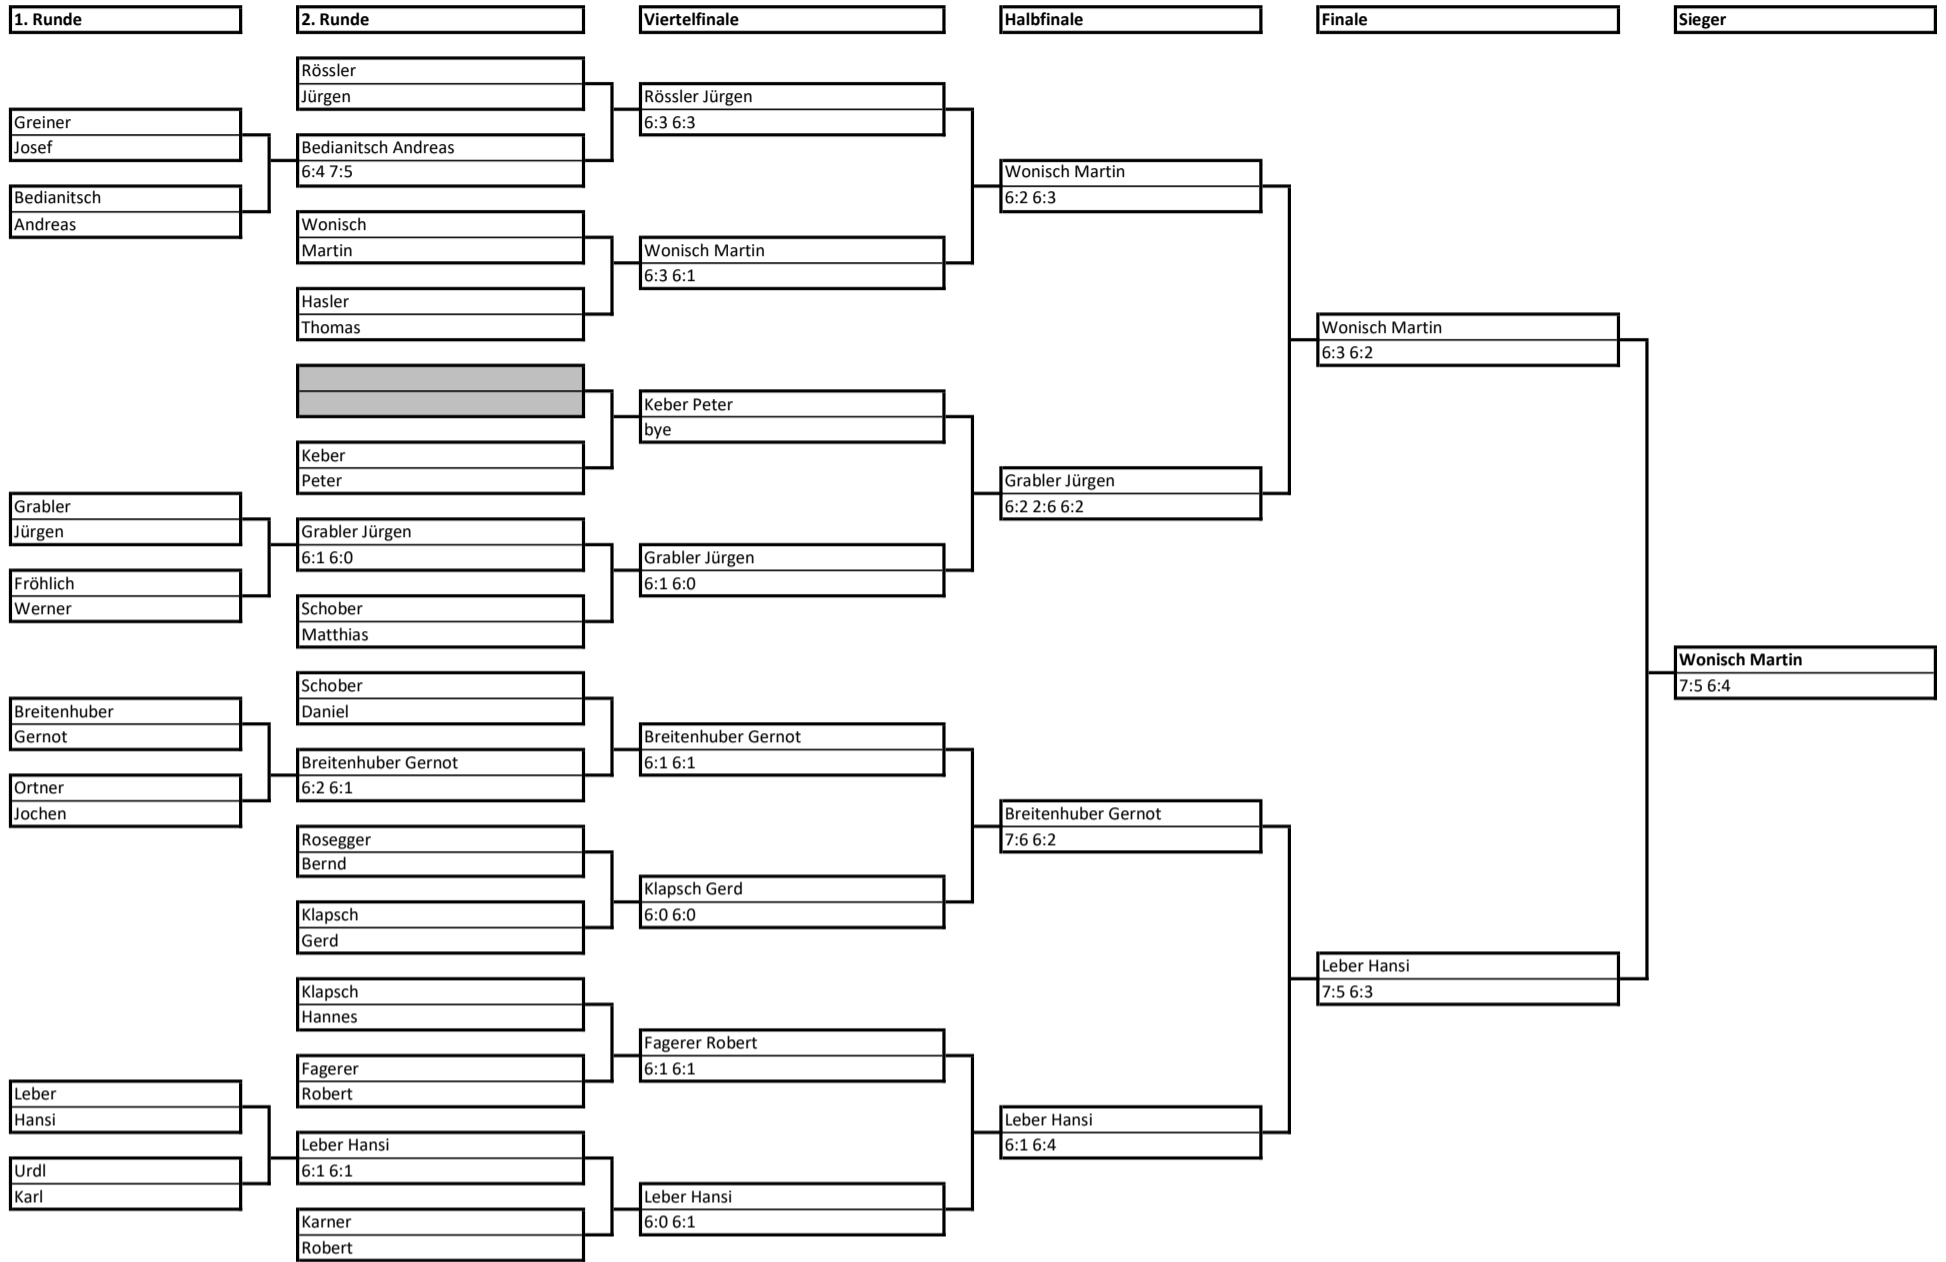 1. Runde
2. Runde
Viertelfinale
Halbfinale
Finale
Sieger
Greiner
Josef
Bedianitsch
Andreas
Grabler
Jürgen
Fröhlich
Werner
Breitenhuber
Gernot
Ortner
Jochen
Leber
Hansi
Urdl
Karl
Rössler
Jürgen
Bedianitsch Andreas
6:4 7:5
Wonisch
Martin
Hasler
Thomas
Keber
Peter
Grabler Jürgen
6:1 6:0
Schober
Matthias
Schober
Daniel
Breitenhuber Gernot
6:2 6:1
Rosegger
Bernd
Klapsch
Gerd
Klapsch
Hannes
Fagerer
Robert
Leber Hansi
6:1 6:1
Karner
Robert
Rössler Jürgen
6:3 6:3
Wonisch Martin
6:3 6:1
Keber Peter
bye
Grabler Jürgen
6:1 6:0
Breitenhuber Gernot
6:1 6:1
Klapsch Gerd
6:0 6:0
Fagerer Robert
6:1 6:1
Leber Hansi
6:0 6:1
Wonisch Martin
6:2 6:3
Grabler Jürgen
6:2 2:6 6:2
Breitenhuber Gernot
7:6 6:2
Leber Hansi
6:1 6:4
Wonisch Martin
6:3 6:2
Leber Hansi
7:5 6:3
Wonisch Martin
7:5 6:4